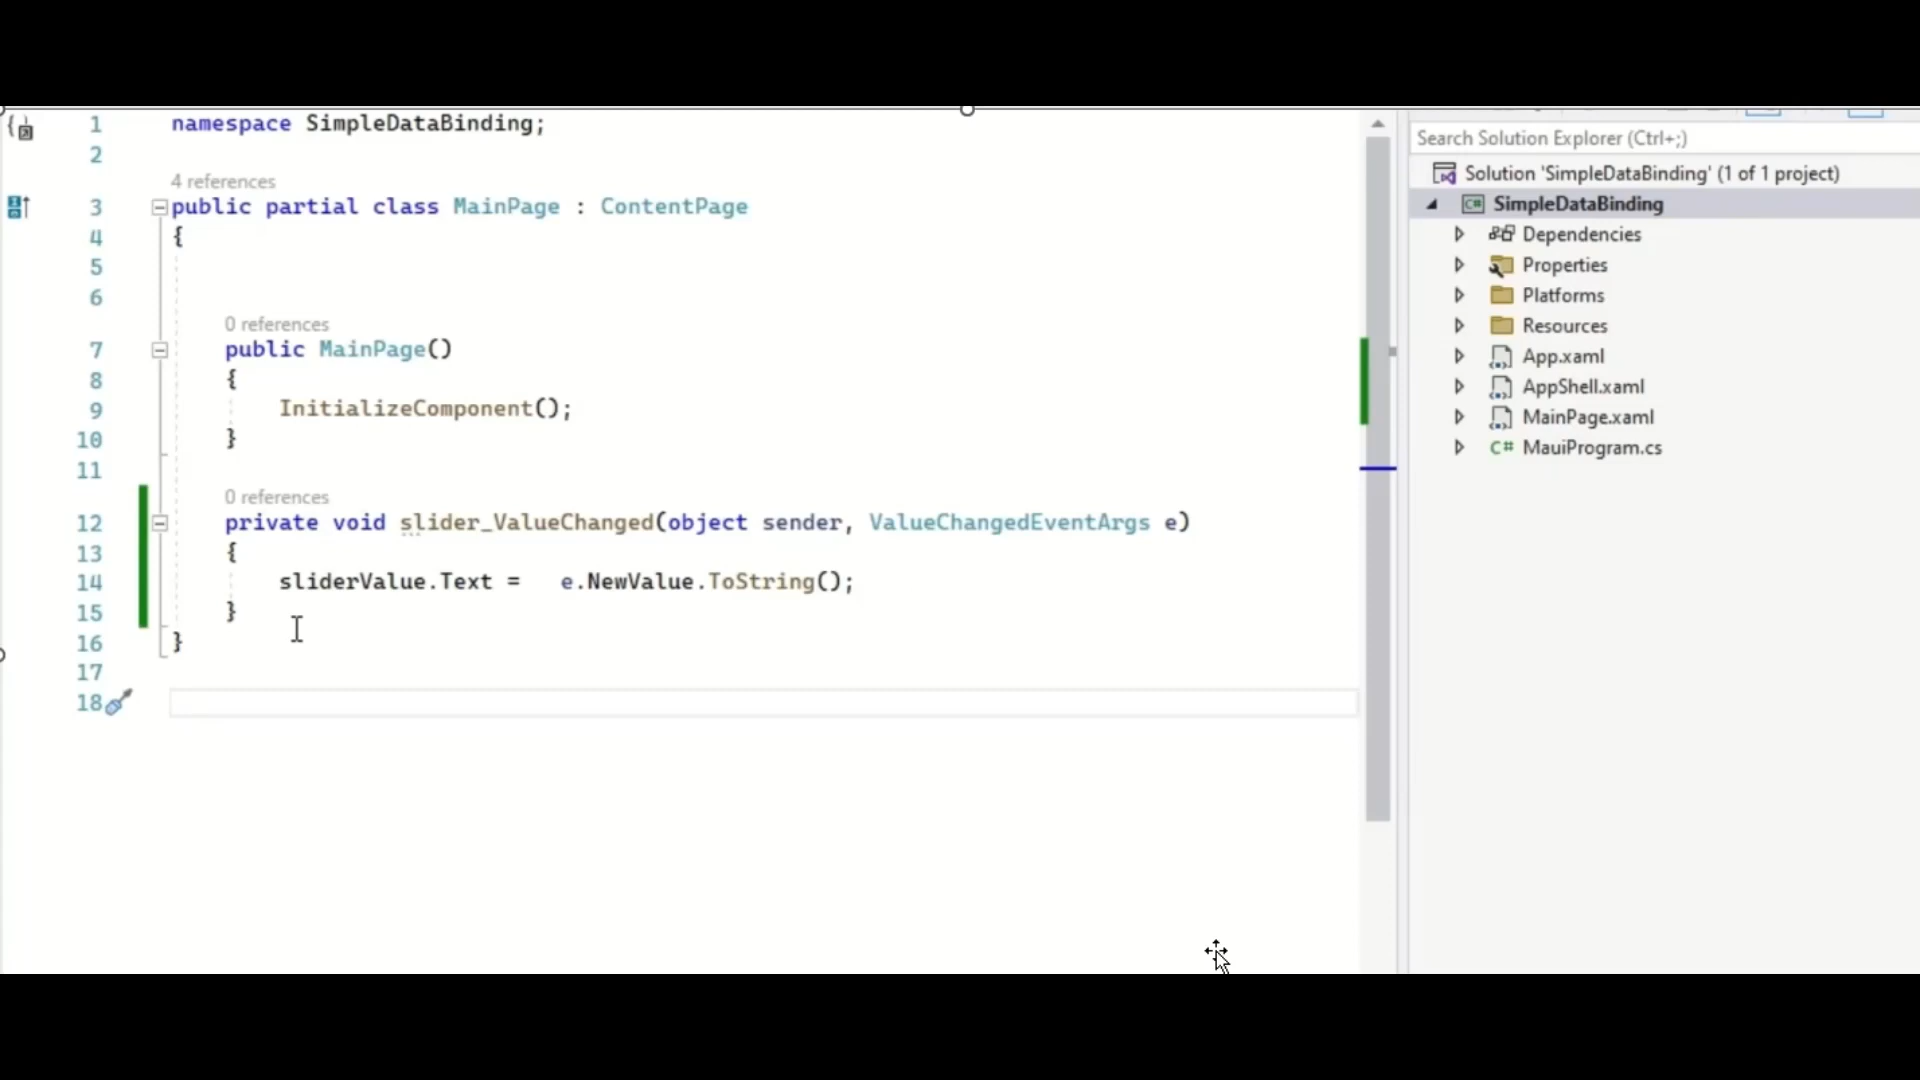 1 namespace SimpleDataBinding;
2
4 references
3 public partial class MainPage : ContentPage
4 {
5
6
0 references
7 public MainPage()
8 {
9 InitializeComponent();
10 }
11
0 references
12 private void slider_ValueChanged(object sender, ValueChangedEventArgs e)
13 {
14 sliderValue.Text =   e.NewValue.ToString();
15 }
16 }
17
18
Search Solution Explorer (Ctrl+;)
Solution 'SimpleDataBinding' (1 of 1 project)
C# SimpleDataBinding
Dependencies
Properties
Platforms
Resources
App.xaml
AppShell.xaml
MainPage.xaml
C# MauiProgram.cs